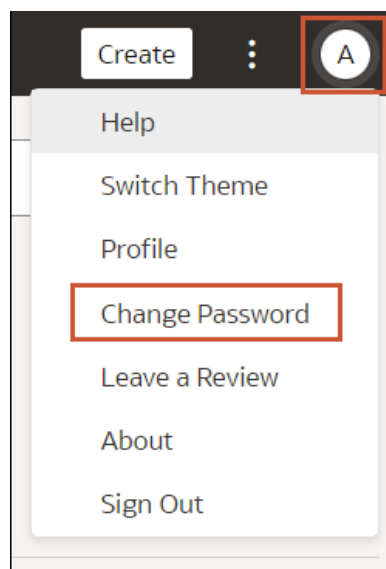 Create
A
Help
Switch Theme
Profile
Change Password
Leave a Review
About
Sign Out